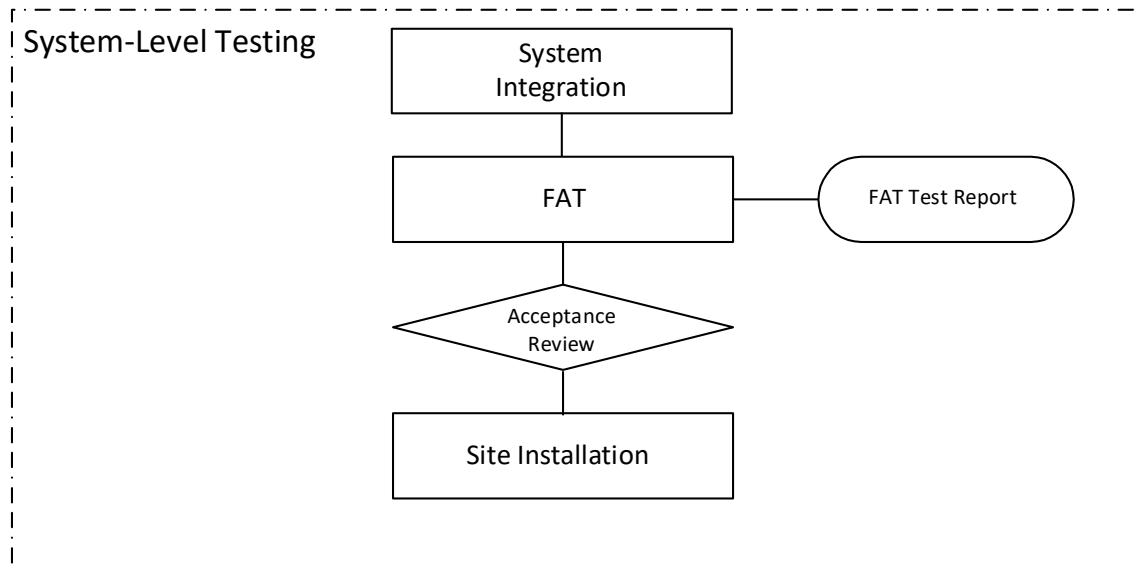 System-Level Testing
System
Integration
FAT
FAT Test Report
Acceptance
Review
Site Installation